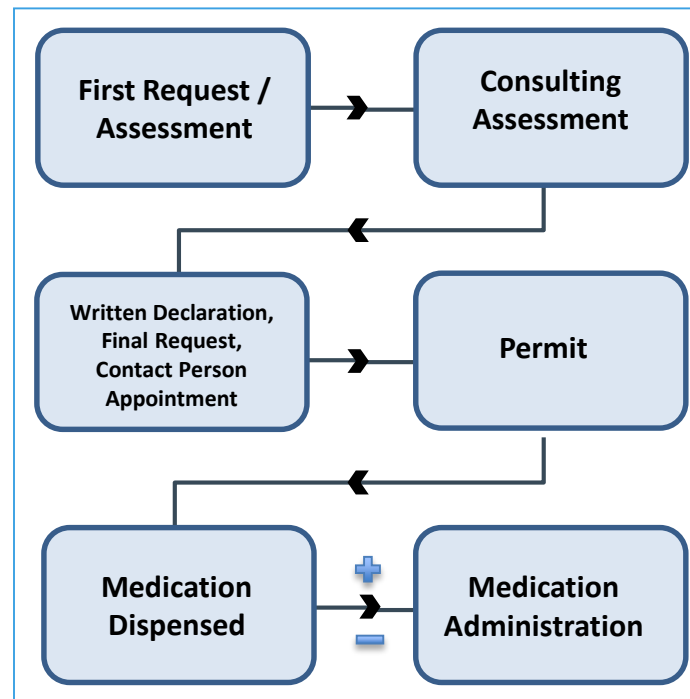 First Request /
Assessment
Consulting
Assessment
Written Declaration,
Final Request,
Contact Person
Appointment
Permit
Medication
Dispensed
Medication
Administration